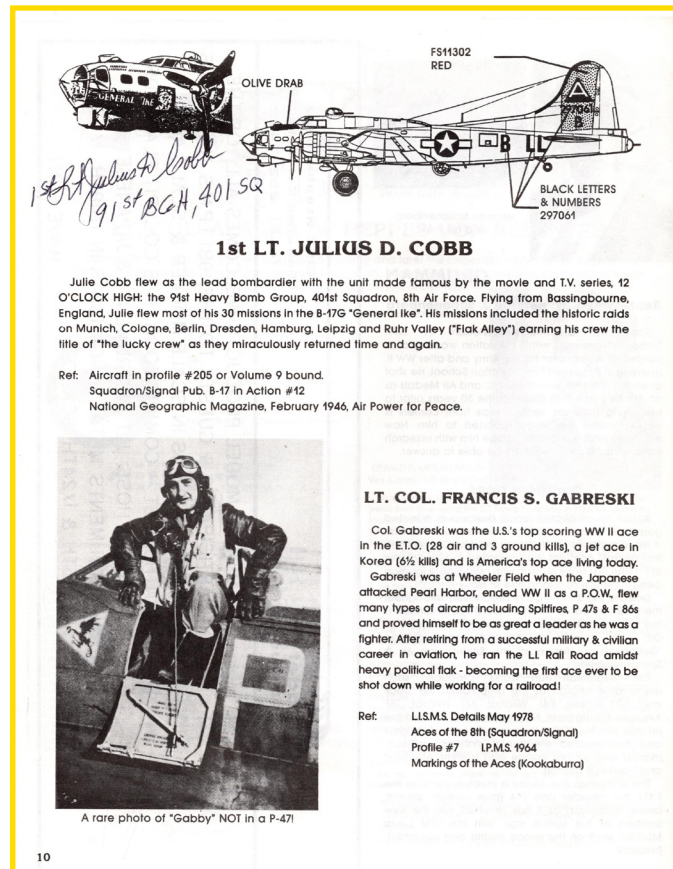 FS11302
RED
OLIVE DRAB
GENERAL IKE
297061
B
B LL
1st Lt Julius D Cobb
91st BGH, 401 SQ
BLACK LETTERS
& NUMBERS
297061
1st LT. JULIUS D. COBB
Julie Cobb flew as the lead bombardier with the unit made famous by the movie and T.V. series, 12
O'CLOCK HIGH: the 91st Heavy Bomb Group, 401st Squadron, 8th Air Force. Flying from Bassingbourne,
England, Julie flew most of his 30 missions in the B-17G "General Ike". His missions included the historic raids
on Munich, Cologne, Berlin, Dresden, Hamburg, Leipzig and Ruhr Valley ("Flak Alley") earning his crew the
title of "the lucky crew" as they miraculously returned time and again.
Ref: Aircraft in profile #205 or Volume 9 bound.
Squadron/Signal Pub. B-17 in Action #12
National Geographic Magazine, February 1946, Air Power for Peace.
P
A rare photo of "Gabby" NOT in a P-47!
LT. COL. FRANCIS S. GABRESKI
Col. Gabreski was the U.S.'s top scoring WW II ace
in the E.T.O. (28 air and 3 ground kills), a jet ace in
Korea (6½ kills) and is America's top ace living today.
Gabreski was at Wheeler Field when the Japanese
attacked Pearl Harbor, ended WW II as a P.O.W., flew
many types of aircraft including Spitfires, P 47s & F 86s
and proved himself to be as great a leader as he was a
fighter. After retiring from a successful military & civilian
career in aviation, he ran the L.I. Rail Road amidst
heavy political flak - becoming the first ace ever to be
shot down while working for a railroad!
Ref: L.I.S.M.S. Details May 1978
Aces of the 8th (Squadron/Signal)
Profile #7 I.P.M.S. 1964
Markings of the Aces (Kookaburra)
10